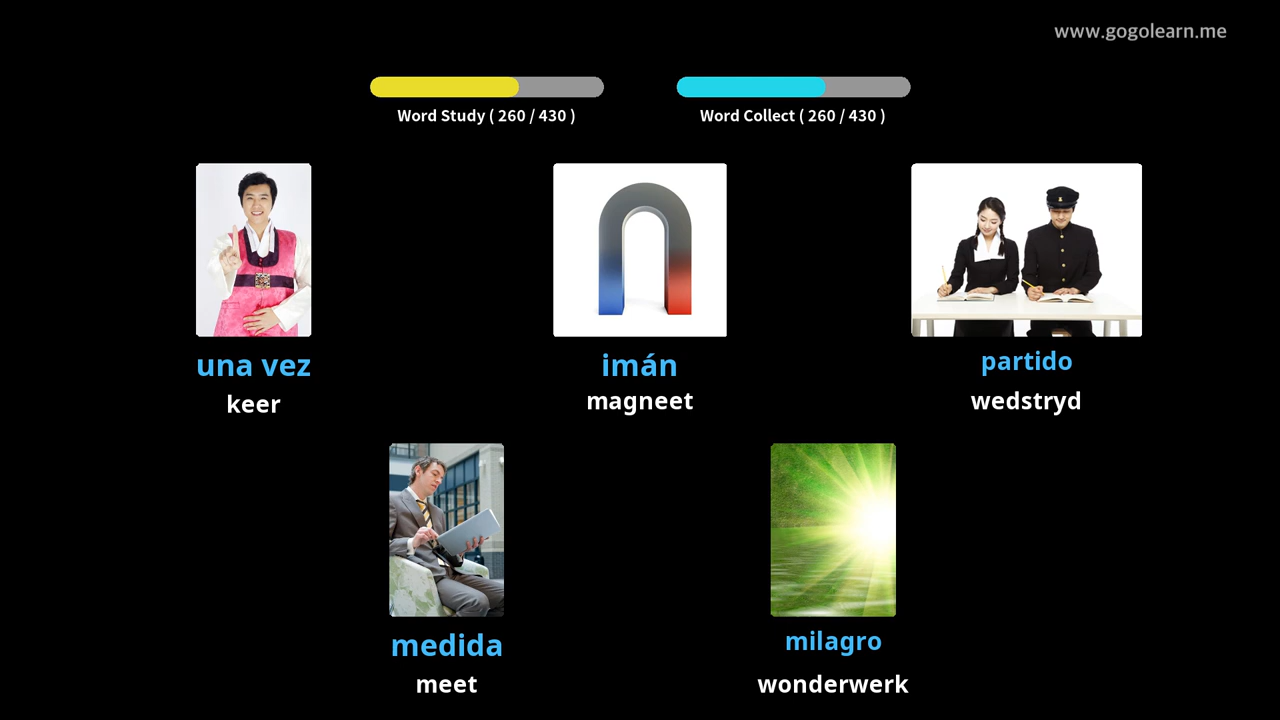 www.gogolearn.me
Word Study ( 260 / 430 )
Word Collect ( 260 / 430 )
una vez
keer
imán
magneet
partido
wedstryd
medida
meet
milagro
wonderwerk